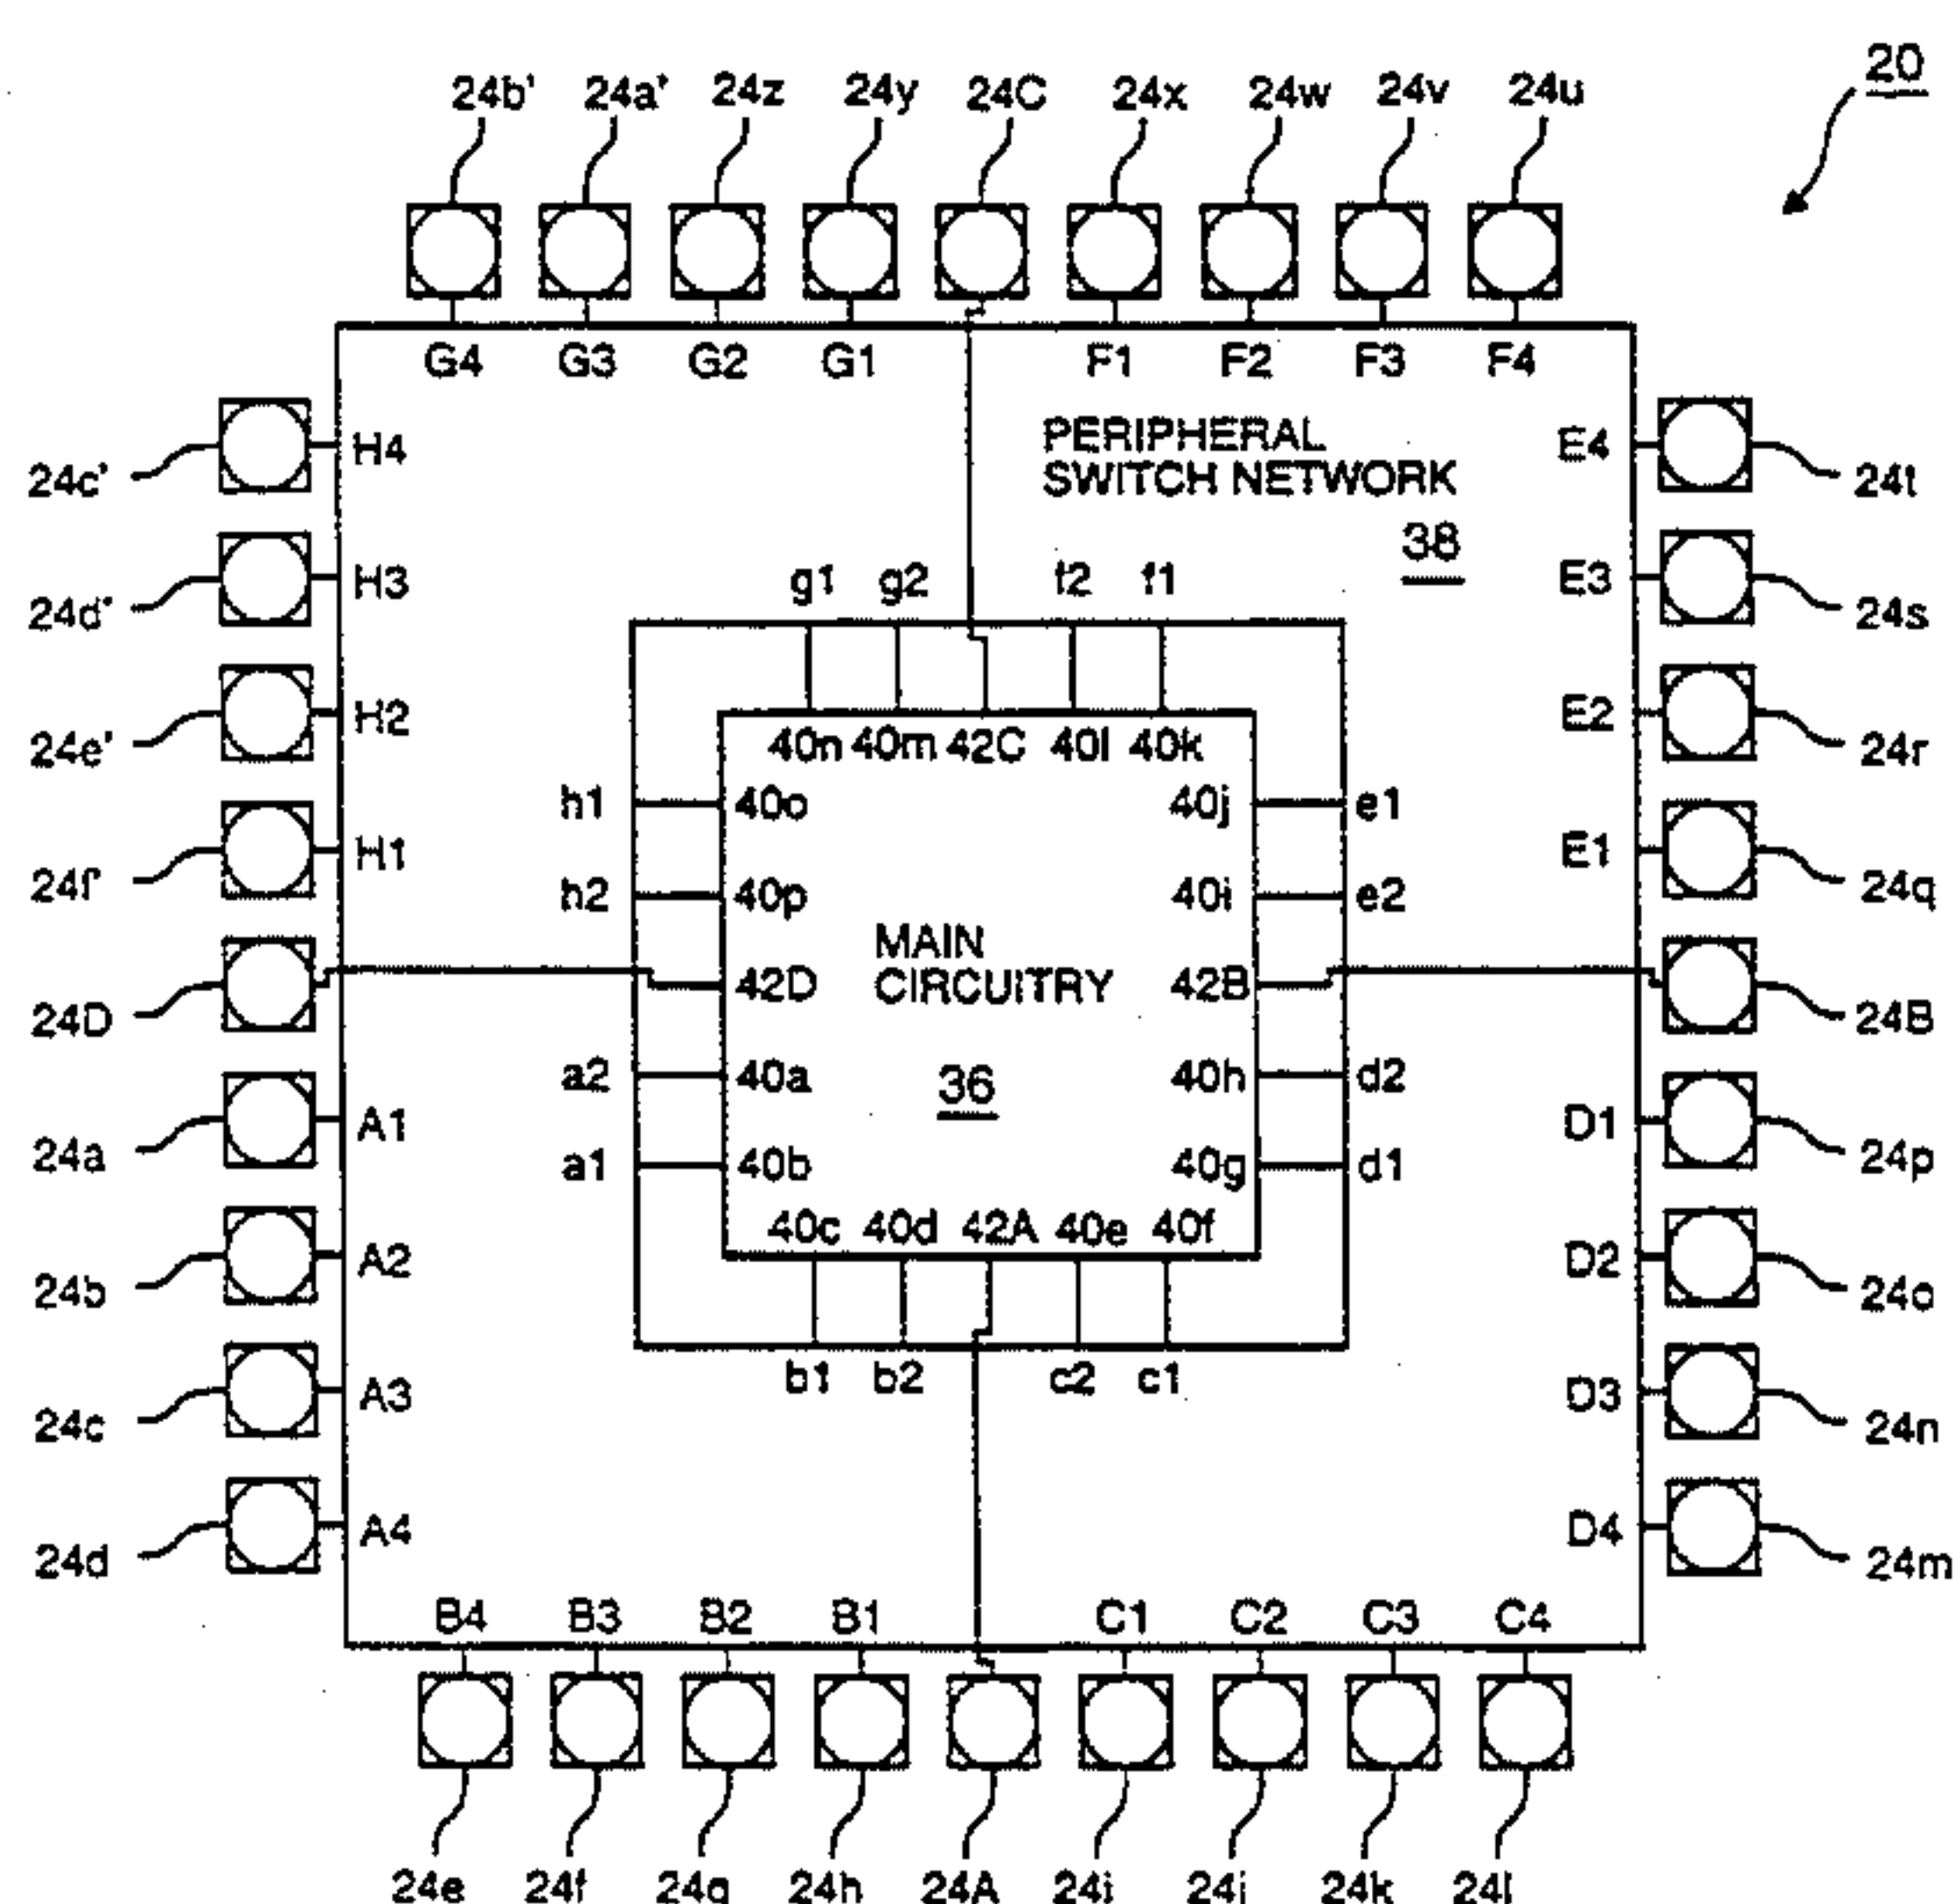 20
24b' 24a' 24z 24y 24C 24x 24w 24v 24u
G4 G3 G2 G1 F1 F2 F3 F4
PERIPHERAL
SWITCH NETWORK
38
24c' H4 E4 24t
24d' H3 E3 24s
g1 g2 f2 f1
24e' H2 E2 24r
40n 40m 42C 40l 40k
h1 40o 40j e1
24f' H1 E1 24q
h2 40p 40i e2
MAIN
CIRCUITRY
24D 42D 42B 24B
a2 40a 36 40h d2
24a A1 D1 24p
a1 40b 40g d1
40c 40d 42A 40e 40f
24b A2 D2 24o
b1 b2 c2 c1
24c A3 D3 24n
24d A4 D4 24m
B4 B3 B2 B1 C1 C2 C3 C4
24e 24f 24g 24h 24A 24i 24j 24k 24l